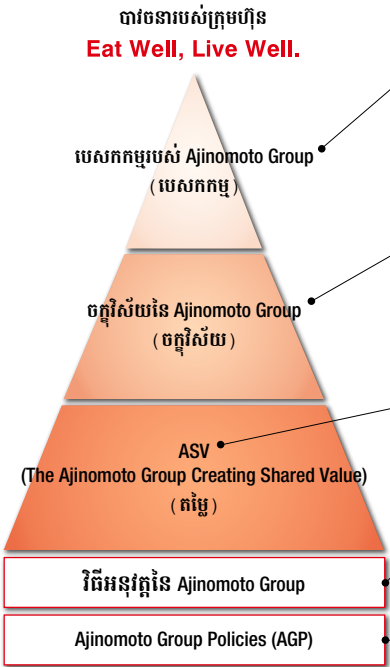 បាវចនារបស់ក្រុមហ៊ុន
Eat Well, Live Well.
បេសកកម្មរបស់ Ajinomoto Group
(បេសកកម្ម)
ចក្ខុវិស័យនៃ Ajinomoto Group
(ចក្ខុវិស័យ)
ASV
(The Ajinomoto Group Creating Shared Value)
(តម្លៃ)
វិធីអនុវត្តនៃ Ajinomoto Group
Ajinomoto Group Policies (AGP)